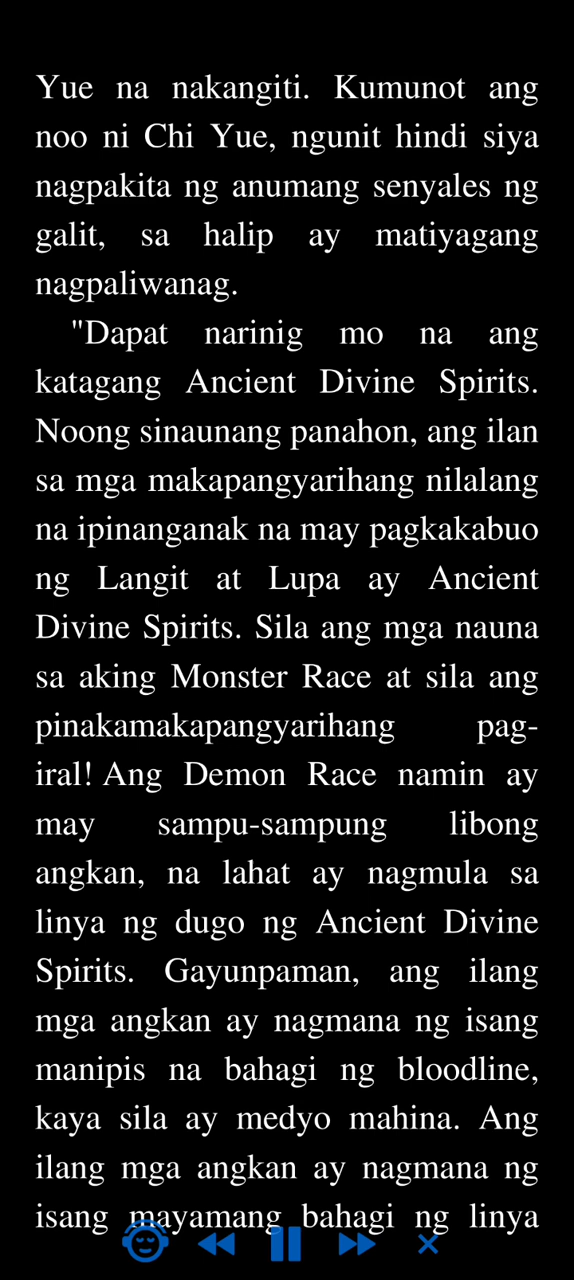 Yue na nakangiti. Kumunot ang
noo ni Chi Yue, ngunit hindi siya
nagpakita ng anumang senyales ng
galit, sa halip ay matiyagang
nagpaliwanag.
"Dapat narinig mo na ang
katagang Ancient Divine Spirits.
Noong sinaunang panahon, ang ilan
sa mga makapangyarihang nilalang
na ipinanganak na may pagkakabuo
ng Langit at Lupa ay Ancient
Divine Spirits. Sila ang mga nauna
sa aking Monster Race at sila ang
pinakamakapangyarihang pag-
iral! Ang Demon Race namin ay
may sampu-sampung libong
angkan, na lahat ay nagmula sa
linya ng dugo ng Ancient Divine
Spirits. Gayunpaman, ang ilang
mga angkan ay nagmana ng isang
manipis na bahagi ng bloodline,
kaya sila ay medyo mahina. Ang
ilang mga angkan ay nagmana ng
isang mayamang bahagi ng linya